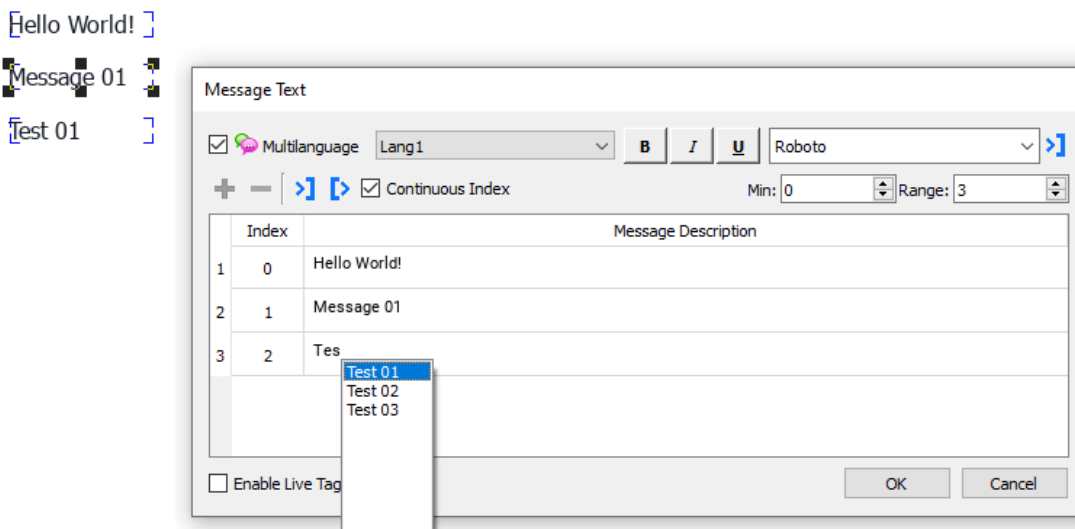 Hello World!
Message 01
Test 01
Message Text
Multilanguage Lang1 B I U Roboto
Continuous Index Min: 0 Range: 3
Index Message Description
1 0 Hello World!
2 1 Message 01
3 2 Tes
Test 01
Test 02
Test 03
Enable Live Tag OK Cancel